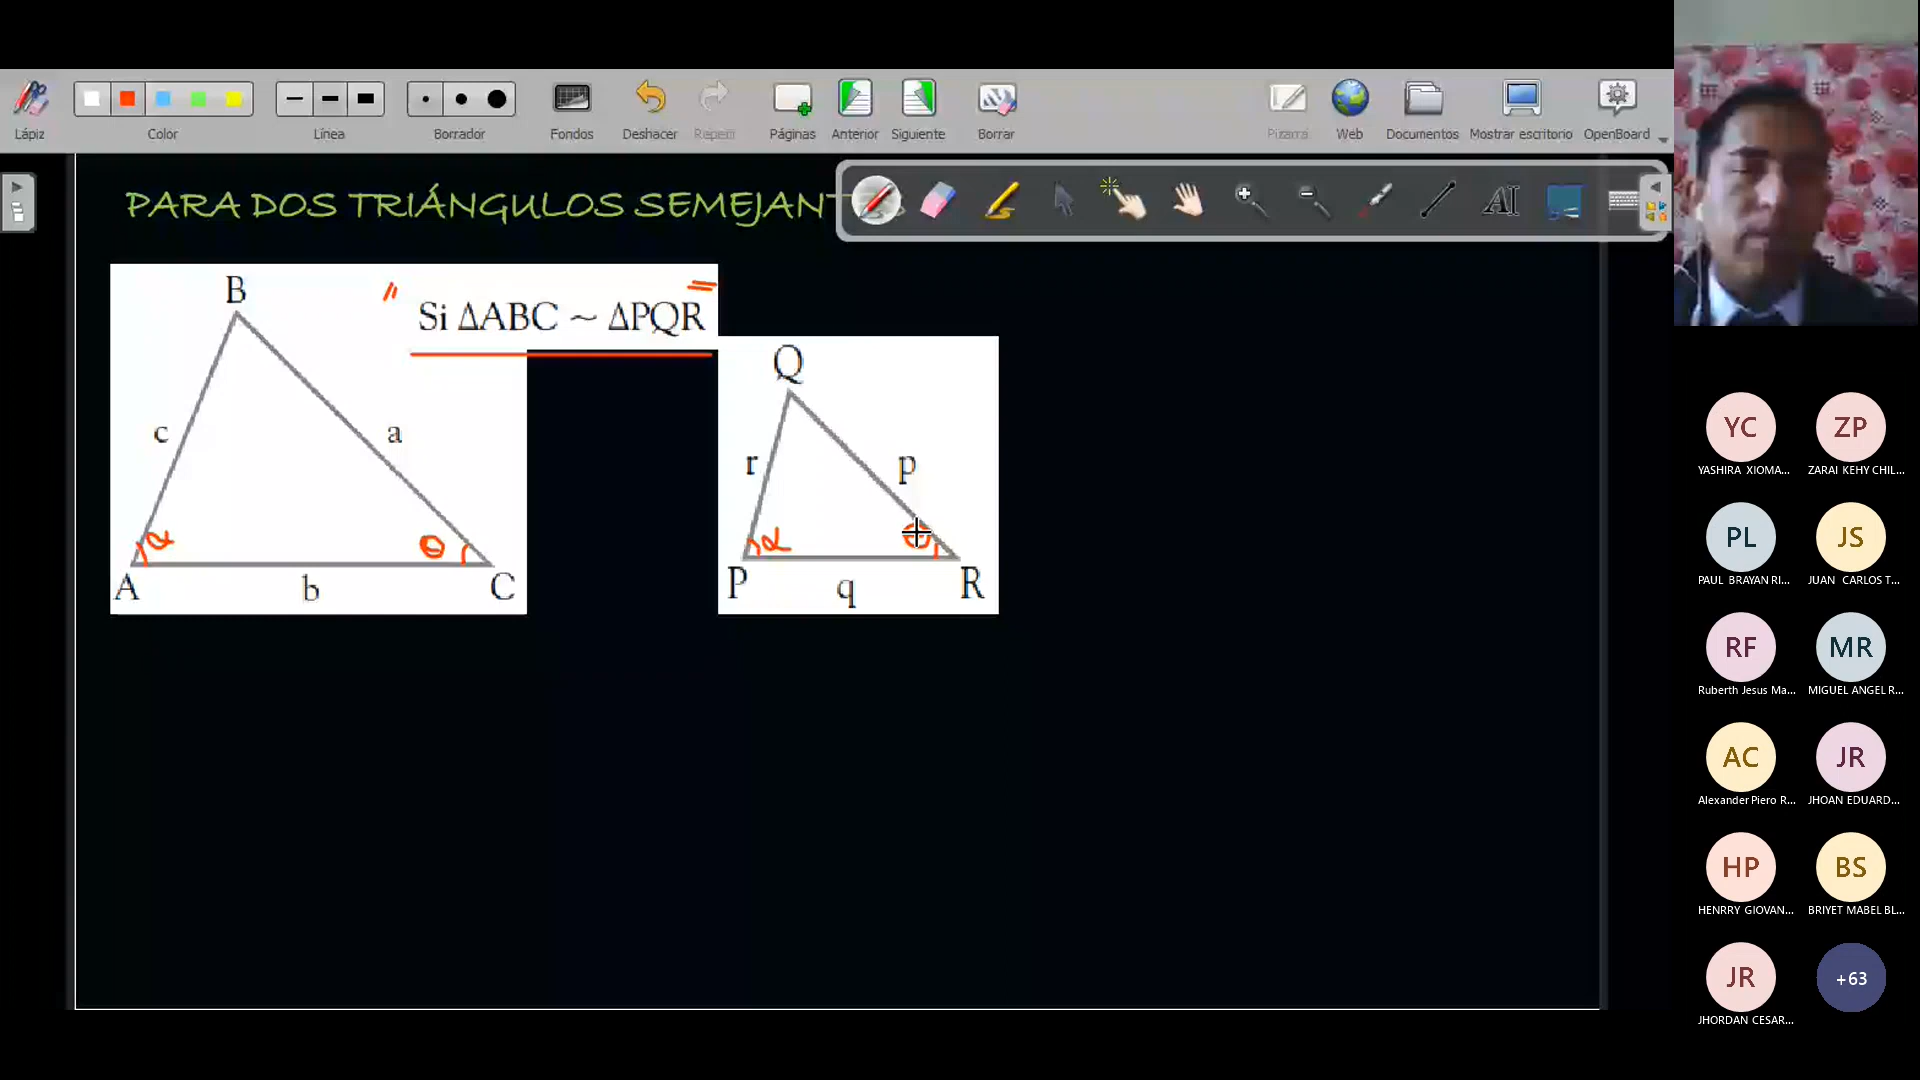 Lápiz
Color
Línea
Borrador
Fondos
Deshacer
Repetir
Páginas
Anterior
Siguiente
Borrar
Pizarra
Web
Documentos
Mostrar escritorio
OpenBoard
PARA DOS TRIÁNGULOS SEMEJANT
AI
"Si ΔABC ~ ΔPQR"
B
c
a
α
θ
A
b
C
Q
r
p
α
θ
P
q
R
YC
ZP
YASHIRA XIOMA...
ZARAI KEHY CHIL...
PL
JS
PAUL BRAYAN RI...
JUAN CARLOS T...
RF
MR
Ruberth Jesus Ma...
MIGUEL ANGEL R...
AC
JR
Alexander Piero R...
JHOAN EDUARD...
HP
BS
HENRRY GIOVAN...
BRIYET MABEL BL...
JR
+63
JHORDAN CESAR...